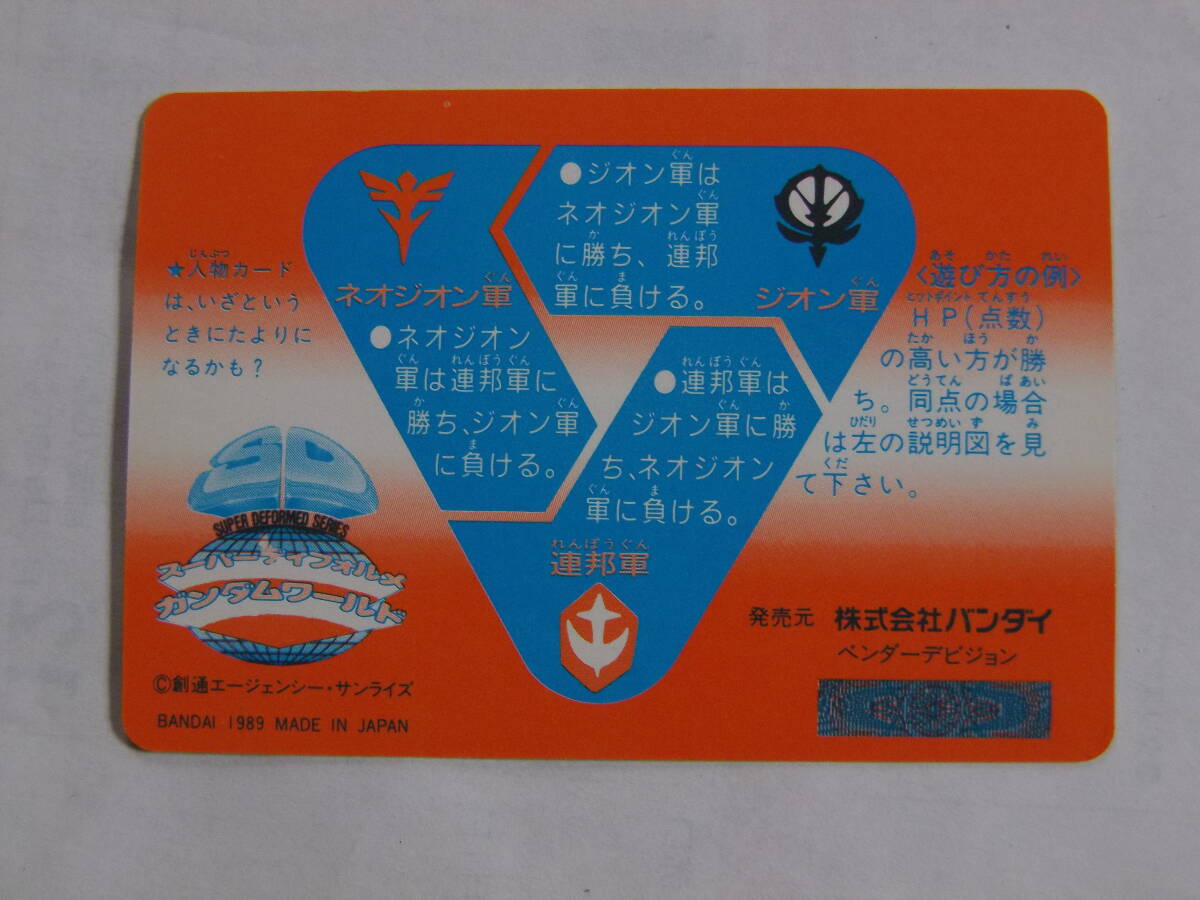 ★人物カード
は、いざという
ときにたよりに
なるかも？
ネオジオン軍
●ネオジオン
軍は連邦軍に
勝ち、ジオン軍
に負ける。
●ジオン軍は
ネオジオン軍
に勝ち、連邦
軍に負ける。
ジオン軍
●連邦軍は
ジオン軍に勝
ち、ネオジオン
軍に負ける。
連邦軍
〈遊び方の例〉
HP(点数)
の高い方が勝
ち。同点の場合
は左の説明図を見
て下さい。
SD
SUPER DEFORMED SERIES
スーパーディフォルメ
ガンダムワールド
©創通エージェンシー・サンライズ
BANDAI 1989 MADE IN JAPAN
発売元 株式会社バンダイ
ベンダーデビジョン